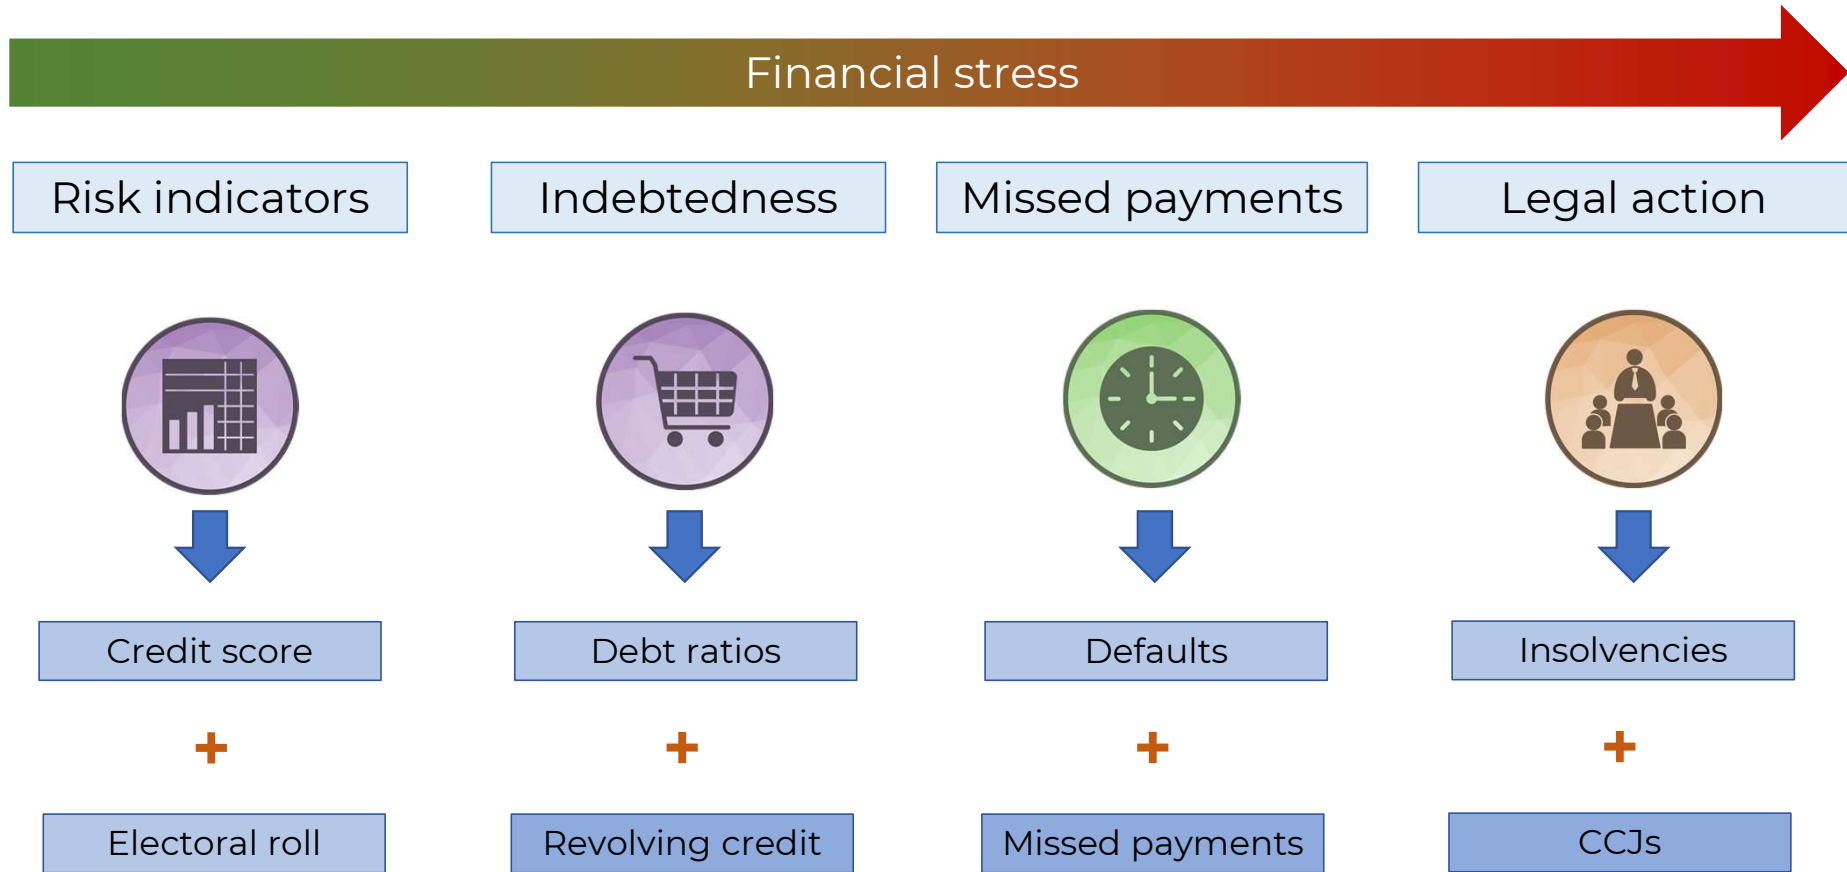 Financial stress
Risk indicators
Indebtedness
Missed payments
Legal action
Credit score
Debt ratios
Defaults
Insolvencies
+
+
+
+
Electoral roll
Revolving credit
Missed payments
CCJs